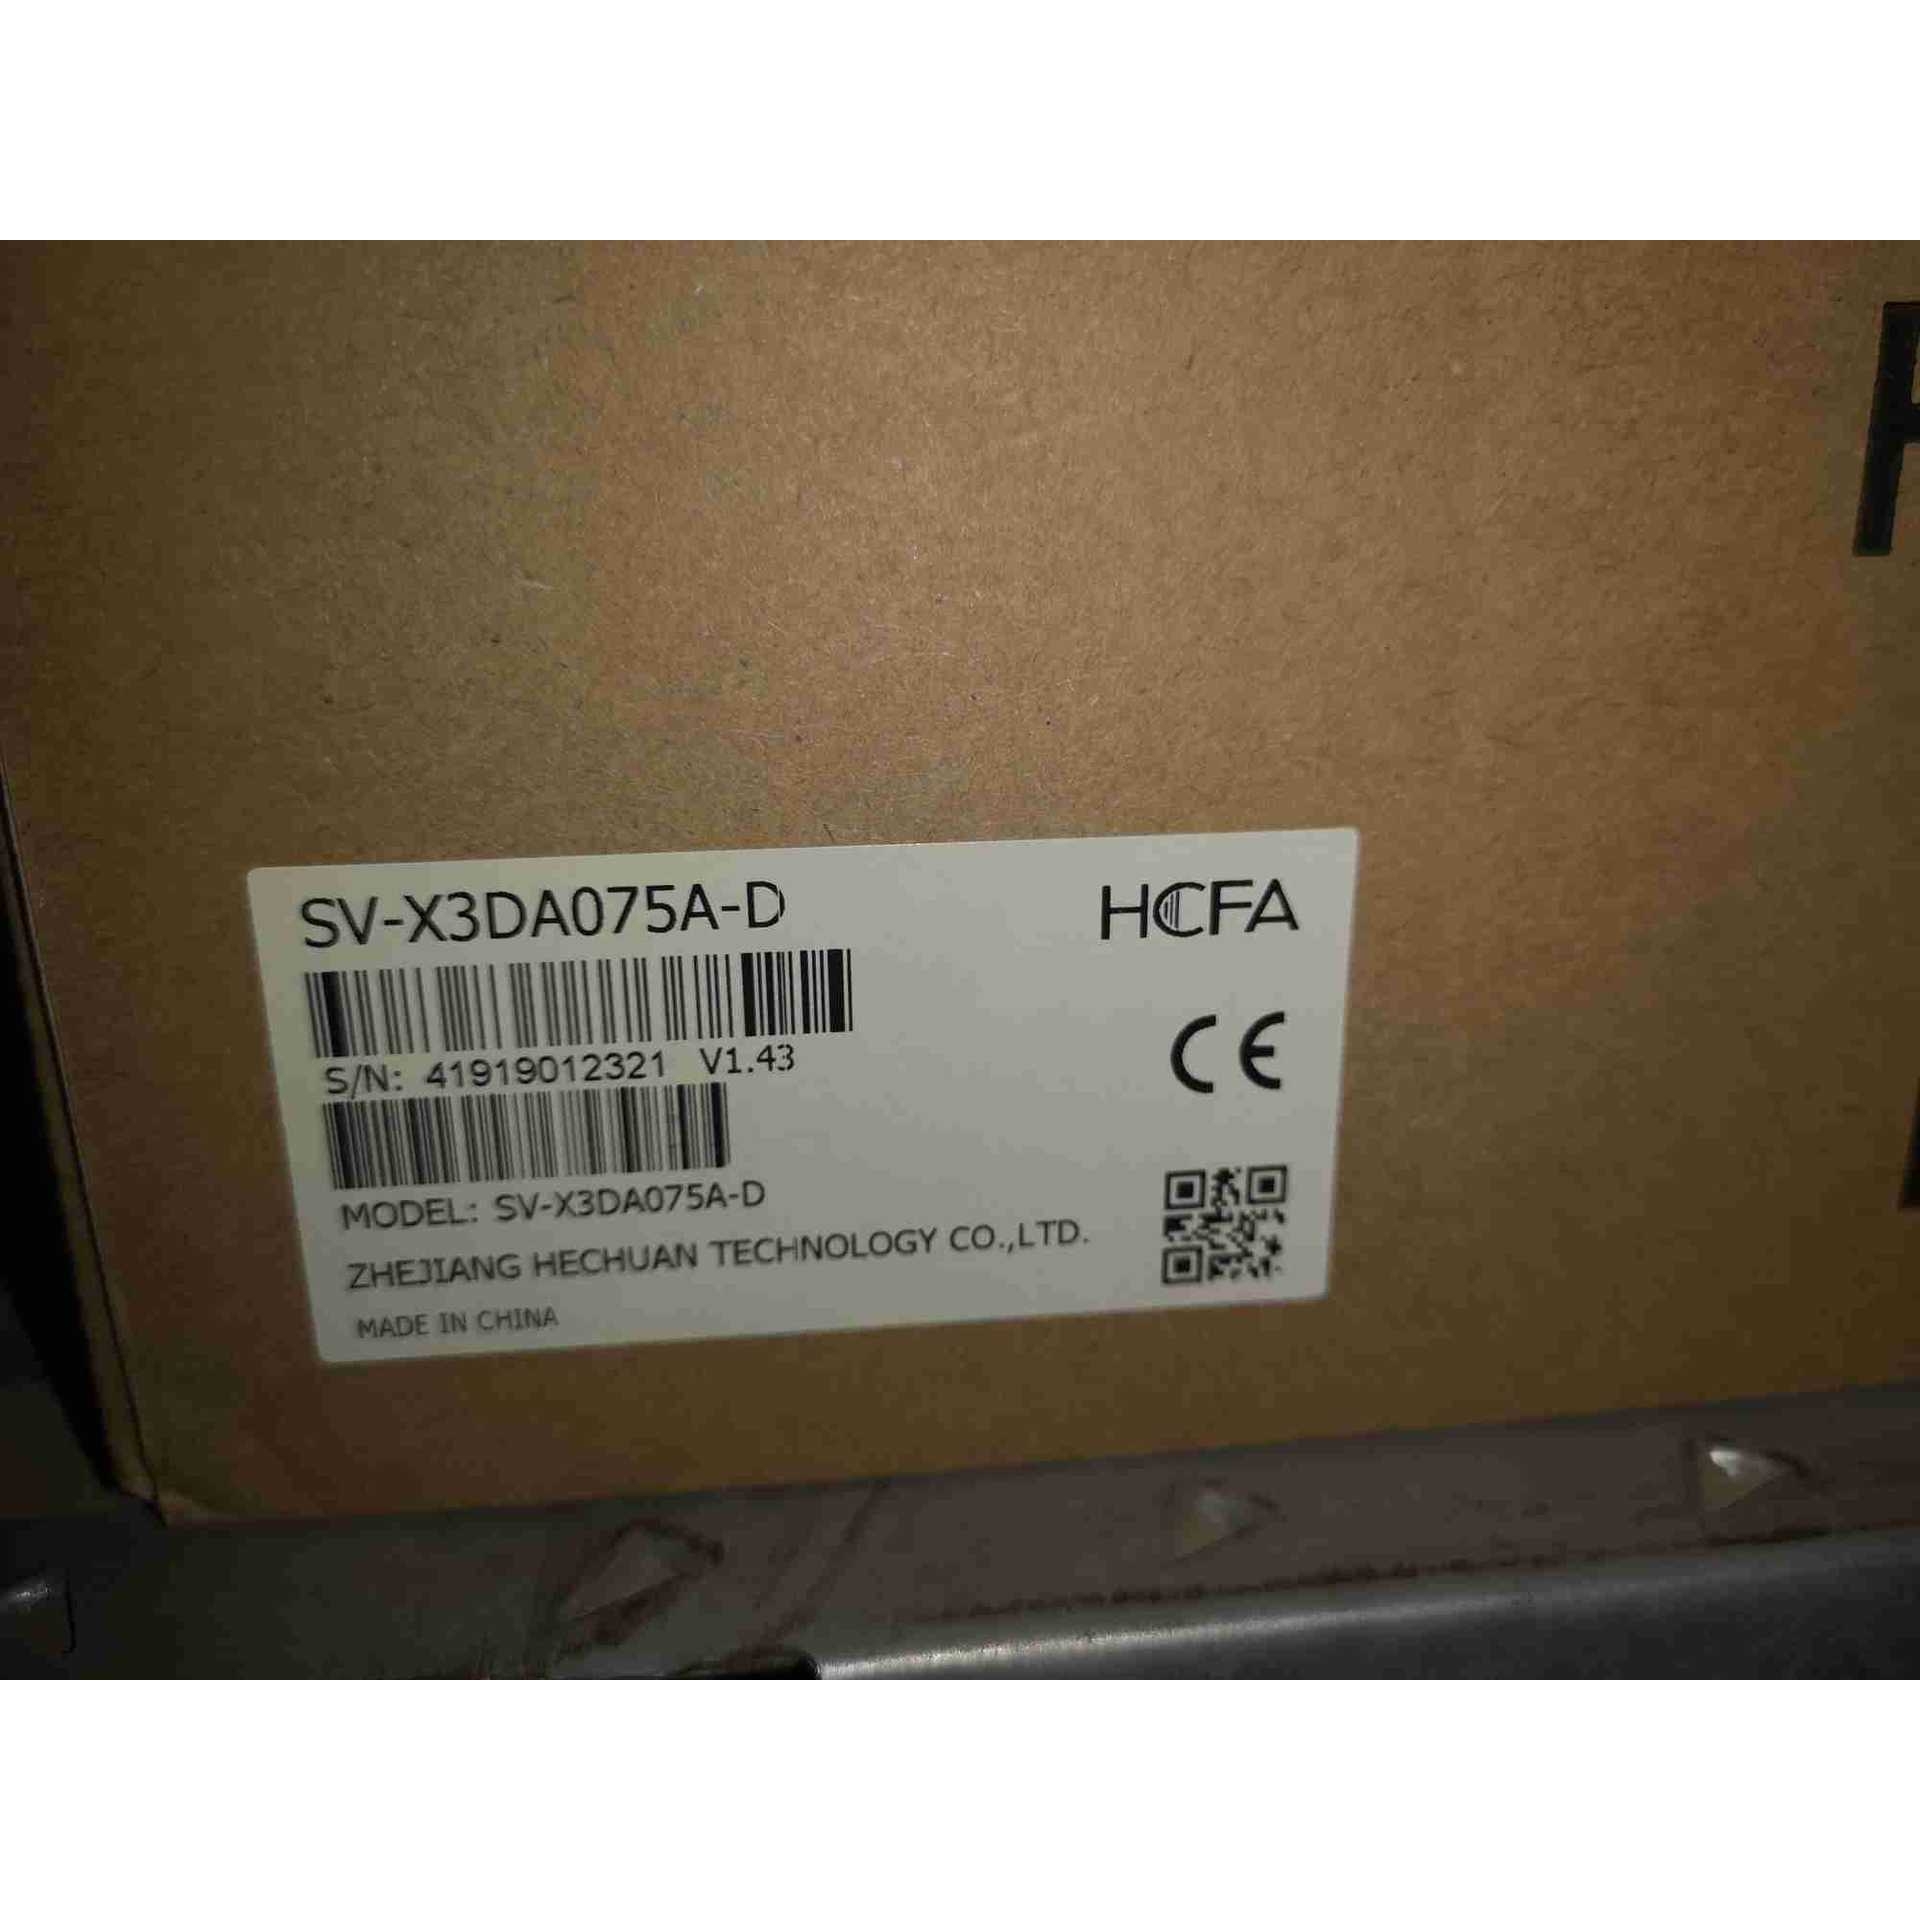 SV-X3DA075A-D
HCFA
S/N: 41919012321 V1.43
CE
MODEL: SV-X3DA075A-D
ZHEJIANG HECHUAN TECHNOLOGY CO.,LTD.
MADE IN CHINA